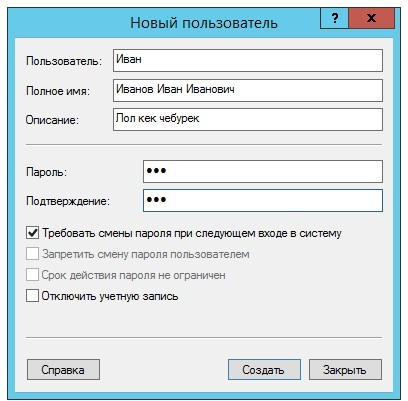 Новый пользователь
?
x
Пользователь: Иван
Полное имя: Иванов Иван Иванович
Описание: Лол кек чебурек
Пароль: •••
Подтверждение: •••
Требовать смены пароля при следующем входе в систему
Запретить смену пароля пользователем
Срок действия пароля не ограничен
Отключить учетную запись
Справка
Создать
Закрыть